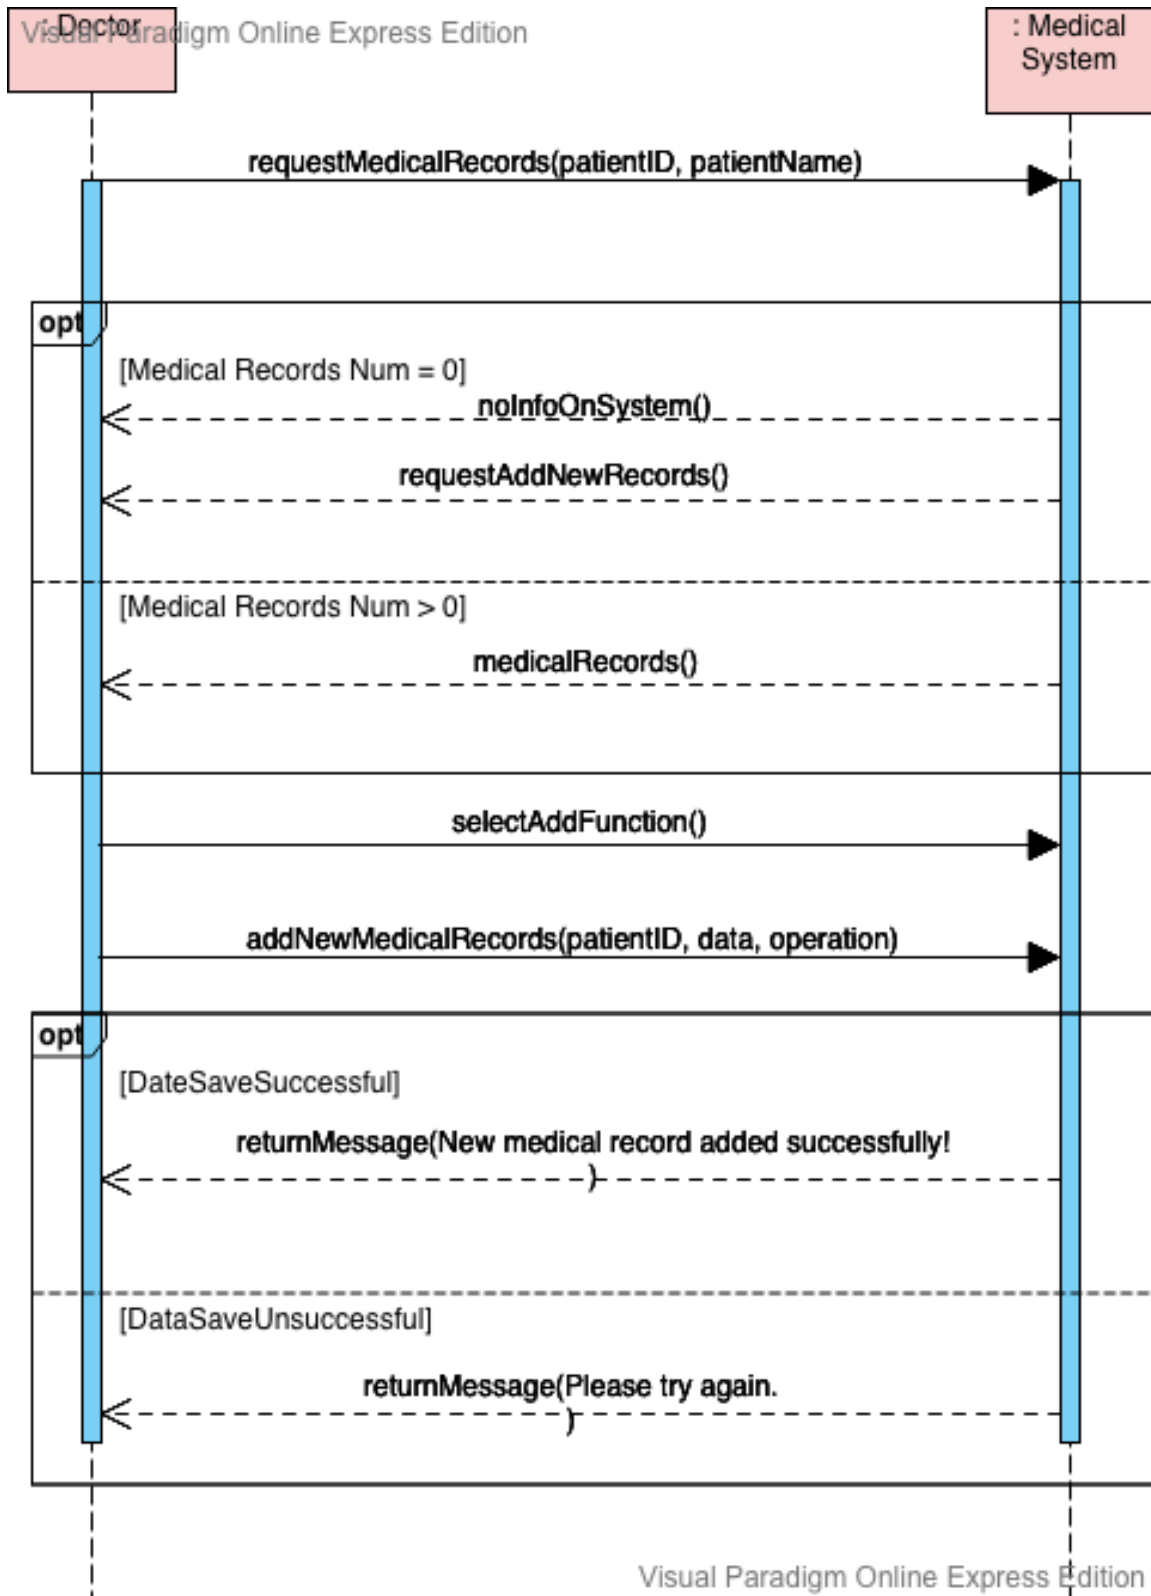 : Doctor
Visual Paradigm Online Express Edition
: Medical
System
requestMedicalRecords(patientID, patientName)
opt
[Medical Records Num = 0]
noInfoOnSystem()
requestAddNewRecords()
[Medical Records Num > 0]
medicalRecords()
selectAddFunction()
addNewMedicalRecords(patientID, data, operation)
opt
[DateSaveSuccessful]
returnMessage(New medical record added successfully!
)
[DataSaveUnsuccessful]
returnMessage(Please try again.
)
Visual Paradigm Online Express Edition